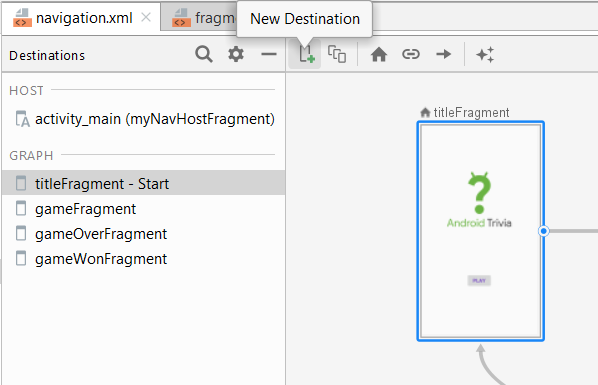 navigation.xml
fragm
New Destination
Destinations
HOST
activity_main (myNavHostFragment)
GRAPH
titleFragment - Start
gameFragment
gameOverFragment
gameWonFragment
titleFragment
Android Trivia
PLAY